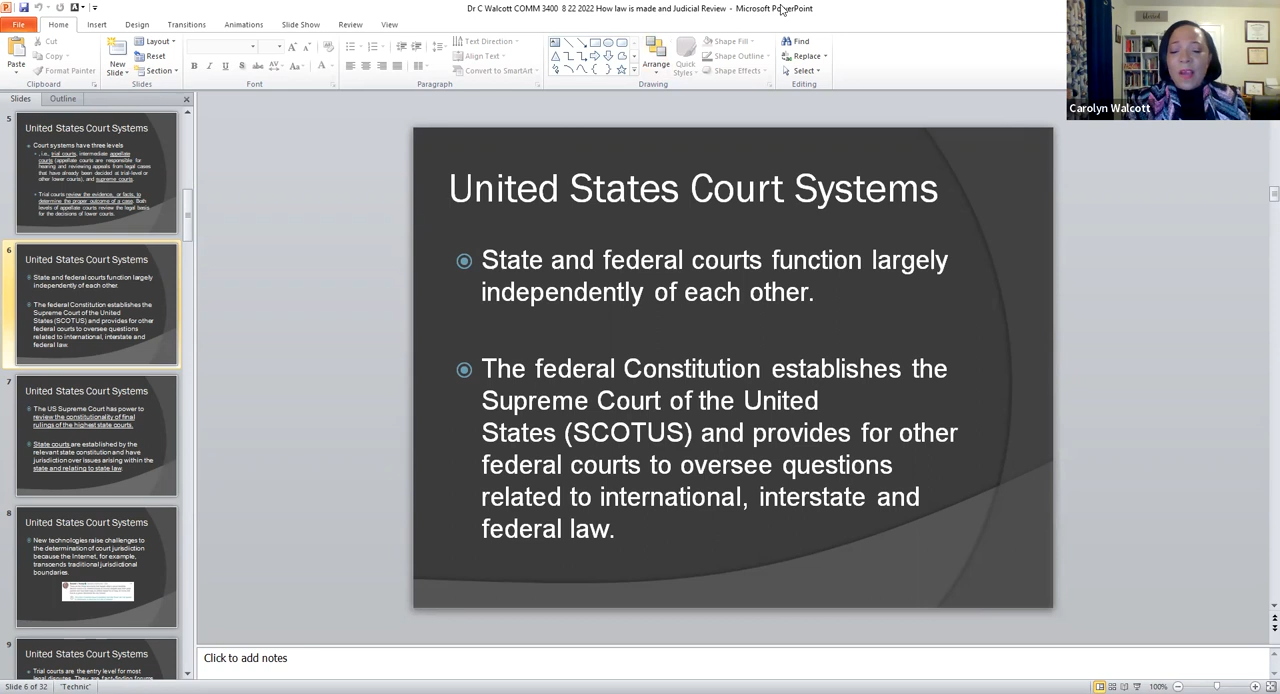 Dr C Walcott COMM 3400 8 22 2022 How law is made and Judicial Review - Microsoft PowerPoint
File Home Insert Design Transitions Animations Slide Show Review View
Paste
Cut
Copy
Format Painter
Clipboard
New
Slide
Layout
Reset
Section
Slides
B I U S abc AV Aa A
Font
Text Direction
Align Text
Convert to SmartArt
Paragraph
Arrange
Quick
Styles
Shape Fill
Shape Outline
Shape Effects
Drawing
Find
Replace
Select
Editing
Carolyn Walcott
Slides Outline
5
United States Court Systems
Court systems have three levels
, i.e., trial courts, intermediate appellate
courts (appellate courts are responsible for
hearing and reviewing appeals from legal cases
that have already been decided at trial-level or
other lower courts), and supreme courts.
Trial courts review the evidence, or facts, to
determine the proper outcome of a case. Both
levels of appellate courts review the legal basis
for the decisions of lower courts.
6
United States Court Systems
State and federal courts function largely
independently of each other.
The federal Constitution establishes the
Supreme Court of the United
States (SCOTUS) and provides for other
federal courts to oversee questions
related to international, interstate and
federal law.
7
United States Court Systems
The US Supreme Court has power to
review the constitutionality of final
rulings of the highest state courts.
State courts are established by the
relevant state constitution and have
jurisdiction over issues arising within the
state and relating to state law.
8
United States Court Systems
New technologies raise challenges to
the determination of court jurisdiction
because the Internet, for example,
transcends traditional jurisdictional
boundaries.
9
United States Court Systems
Trial courts are the entry level for most
legal disputes. They are fact-finding forums
United States Court Systems
State and federal courts function largely
independently of each other.
The federal Constitution establishes the
Supreme Court of the United
States (SCOTUS) and provides for other
federal courts to oversee questions
related to international, interstate and
federal law.
Click to add notes
Slide 6 of 32 "Technic" 100%